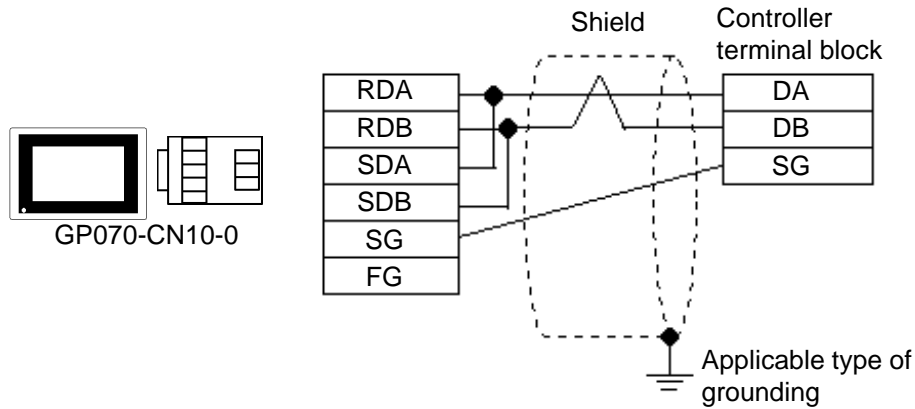 Shield
Controller
terminal block
RDA
RDB
SDA
SDB
SG
FG
DA
DB
SG
GP070-CN10-0
Applicable type of
grounding